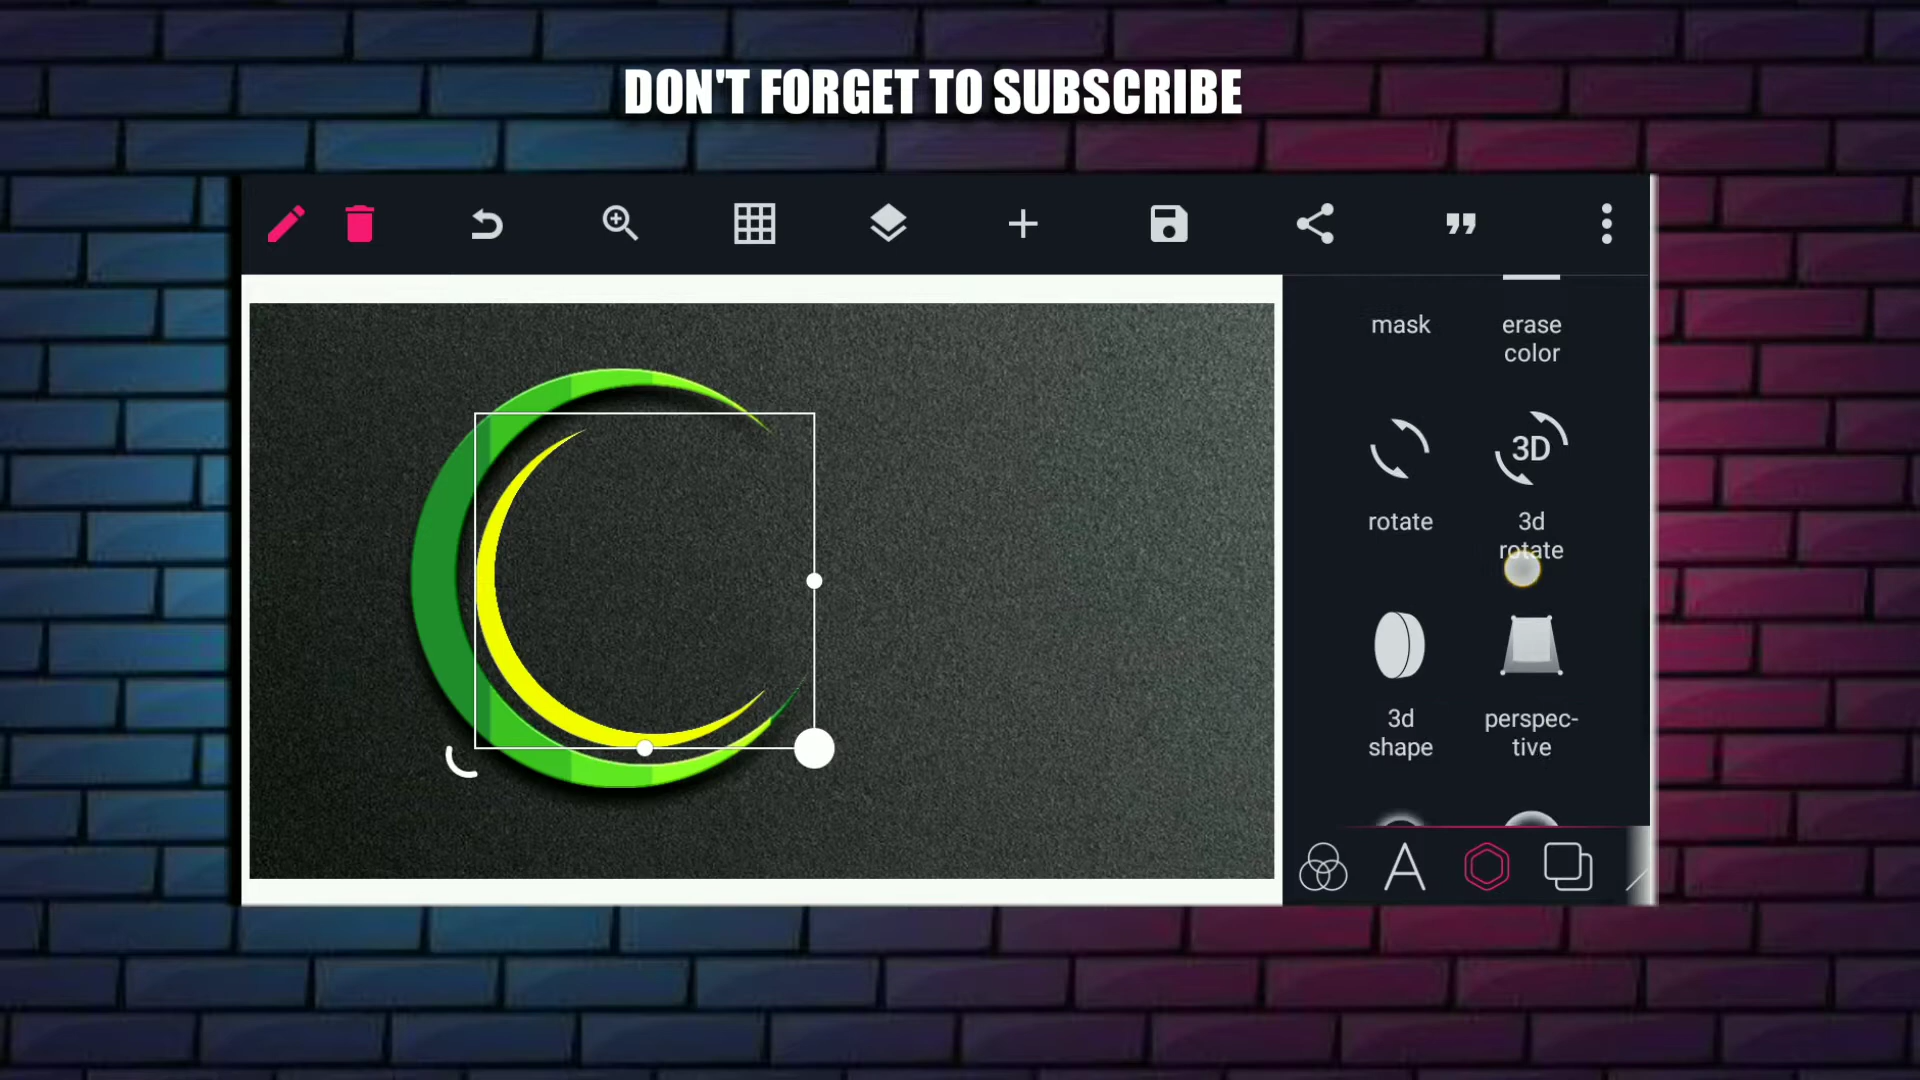 DON'T FORGET TO SUBSCRIBE
mask
erase
color
3D
rotate
3d
rotate
3d
shape
perspec-
tive